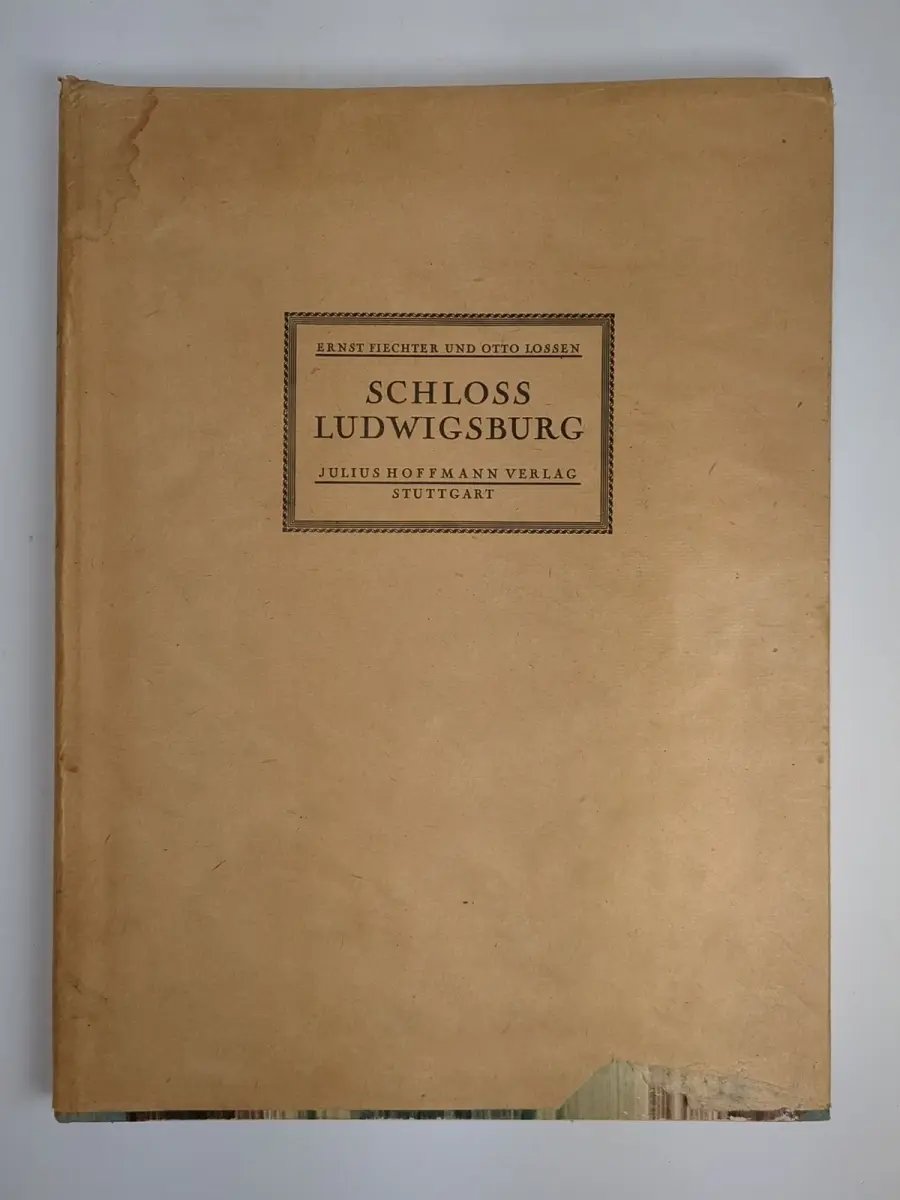 ERNST FIECHTER UND OTTO LOSSEN
SCHLOSS
LUDWIGSBURG
JULIUS HOFFMANN VERLAG
STUTTGART